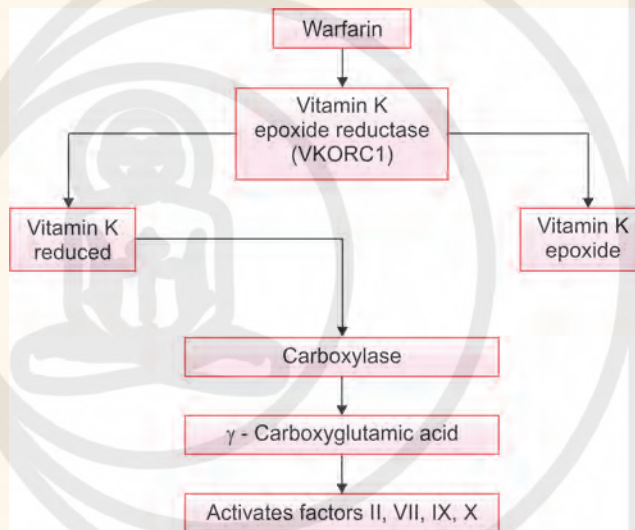 Warfarin
Vitamin K
epoxide reductase
(VKORC1)
Vitamin K
reduced
Vitamin K
epoxide
Carboxylase
γ - Carboxyglutamic acid
Activates factors II, VII, IX, X